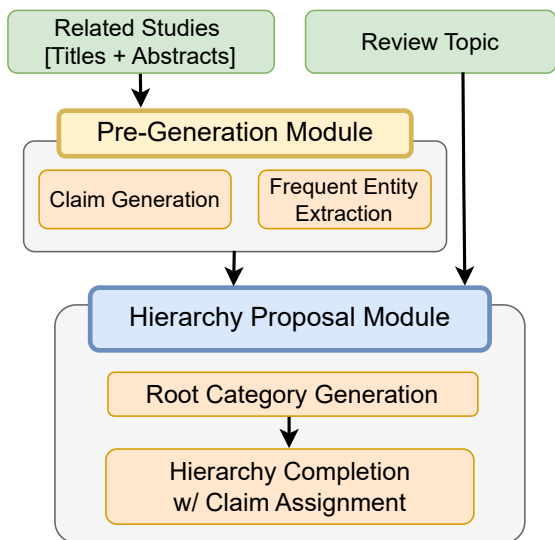 Related Studies
[Titles + Abstracts]
Review Topic
Pre-Generation Module
Claim Generation
Frequent Entity
Extraction
Hierarchy Proposal Module
Root Category Generation
Hierarchy Completion
w/ Claim Assignment